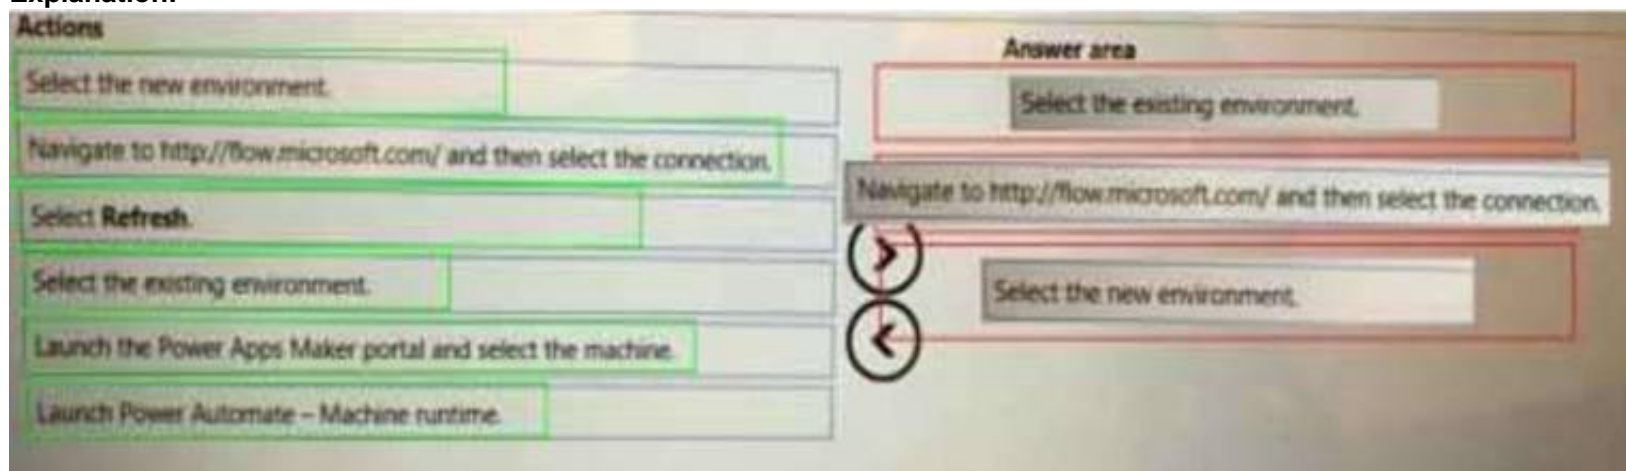 Explanation:
Actions
Select the new environment.
Navigate to http://flow.microsoft.com/ and then select the connection.
Select Refresh.
Select the existing environment.
Launch the Power Apps Maker portal and select the machine.
Launch Power Automate – Machine runtime.
Answer area
Select the existing environment.
Navigate to http://flow.microsoft.com/ and then select the connection.
Select the new environment.